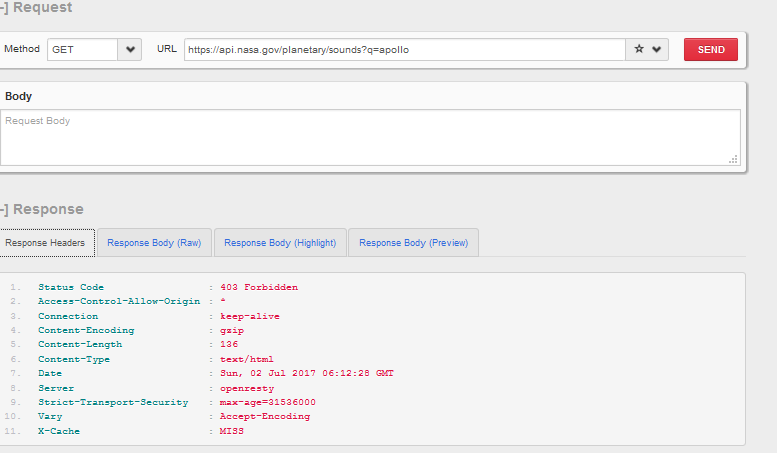 -] Request
Method GET URL https://api.nasa.gov/planetary/sounds?q=apollo SEND
Body
Request Body
-] Response
Response Headers Response Body (Raw) Response Body (Highlight) Response Body (Preview)
1. Status Code : 403 Forbidden
2. Access-Control-Allow-Origin : *
3. Connection : keep-alive
4. Content-Encoding : gzip
5. Content-Length : 136
6. Content-Type : text/html
7. Date : Sun, 02 Jul 2017 06:12:28 GMT
8. Server : openresty
9. Strict-Transport-Security : max-age=31536000
10. Vary : Accept-Encoding
11. X-Cache : MISS